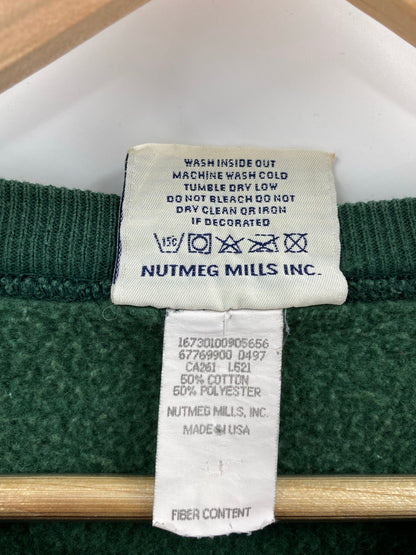 WASH INSIDE OUT
MACHINE WASH COLD
TUMBLE DRY LOW
DO NOT BLEACH DO NOT
DRY CLEAN OR IRON
IF DECORATED
15C
NUTMEG MILLS INC.
16730100905656
67769900 D497
CA261 L521
50% COTTON
50% POLYESTER
NUTMEG MILLS, INC.
MADE IN USA
FIBER CONTENT